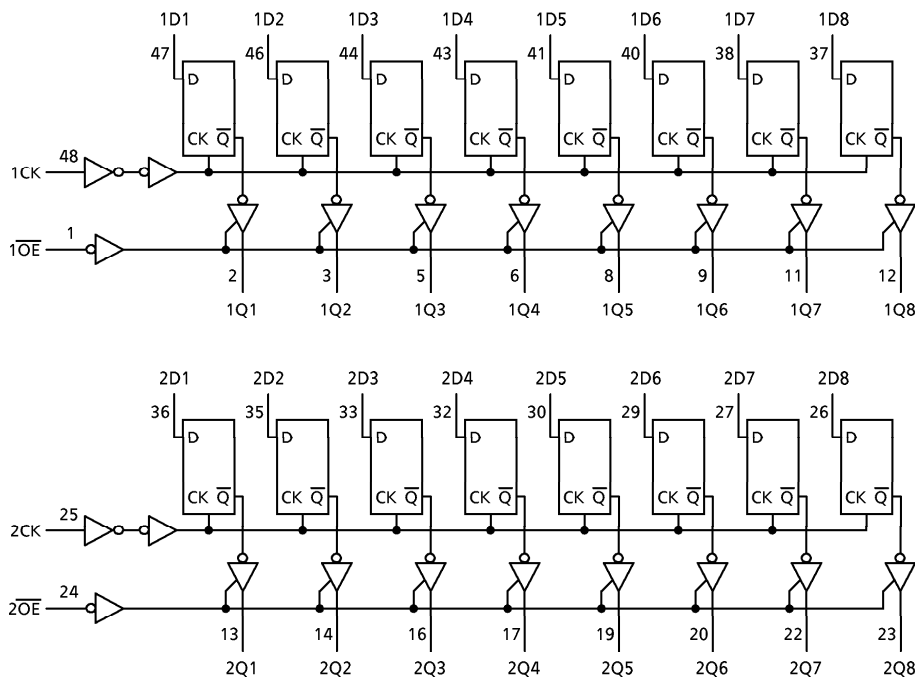 1D1 1D2 1D3 1D4 1D5 1D6 1D7 1D8
47 46 44 43 41 40 38 37
D D D D D D D D
CK Q̅ CK Q̅ CK Q̅ CK Q̅ CK Q̅ CK Q̅ CK Q̅ CK Q̅
48
1CK
1
1O̅E̅
2 3 5 6 8 9 11 12
1Q1 1Q2 1Q3 1Q4 1Q5 1Q6 1Q7 1Q8
2D1 2D2 2D3 2D4 2D5 2D6 2D7 2D8
36 35 33 32 30 29 27 26
D D D D D D D D
CK Q̅ CK Q̅ CK Q̅ CK Q̅ CK Q̅ CK Q̅ CK Q̅ CK Q̅
25
2CK
24
2O̅E̅
13 14 16 17 19 20 22 23
2Q1 2Q2 2Q3 2Q4 2Q5 2Q6 2Q7 2Q8